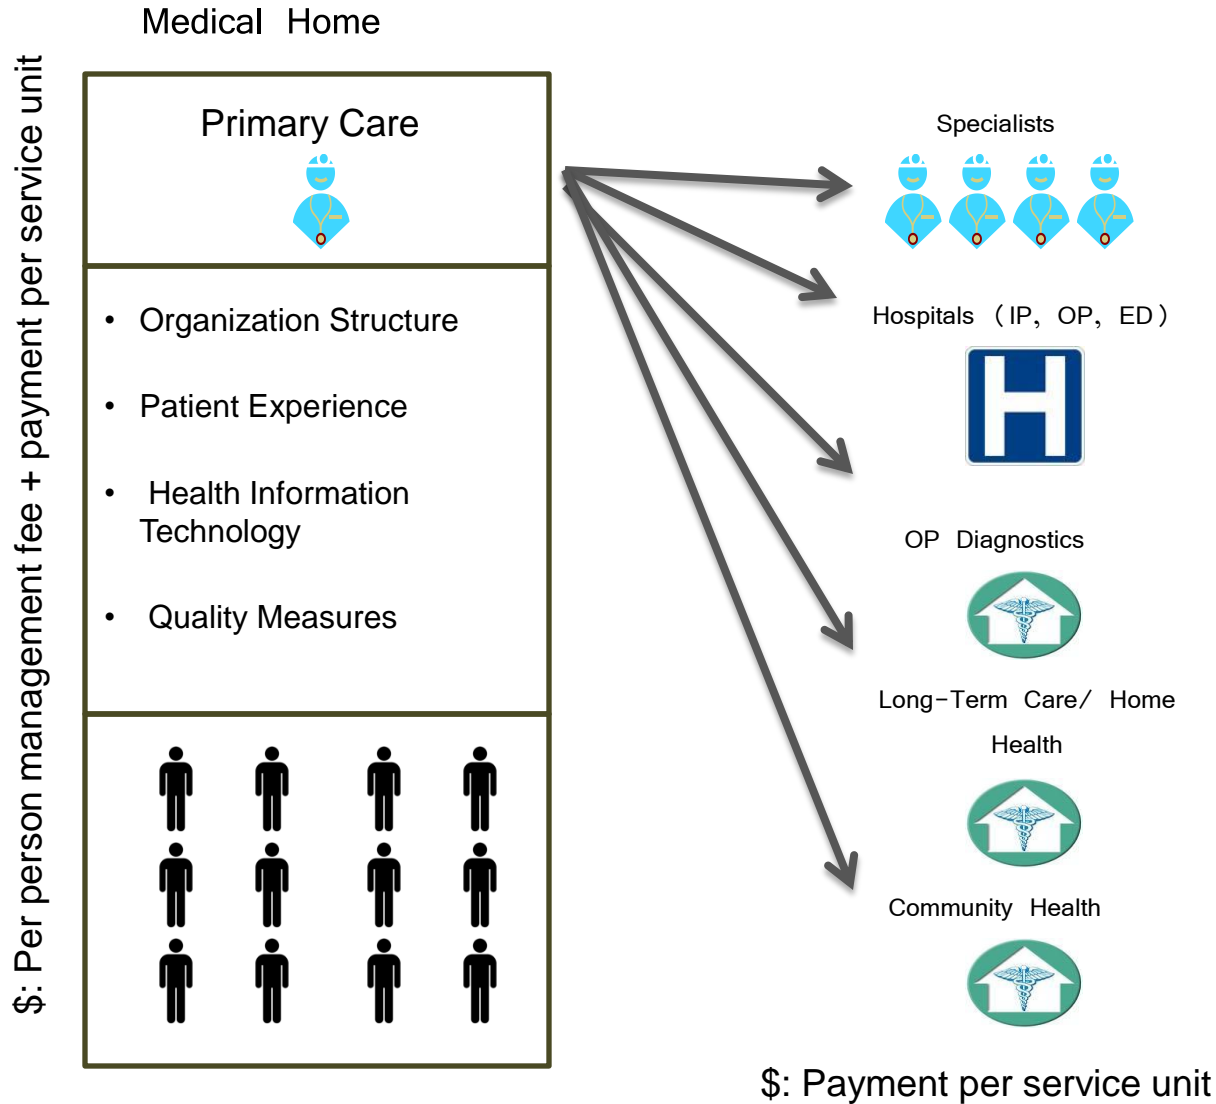 Medical Home
$: Per person management fee + payment per service unit
Primary Care
• Organization Structure
• Patient Experience
• Health Information
Technology
• Quality Measures
Specialists
Hospitals (IP, OP, ED)
H
OP Diagnostics
Long-Term Care/ Home
Health
Community Health
$: Payment per service unit